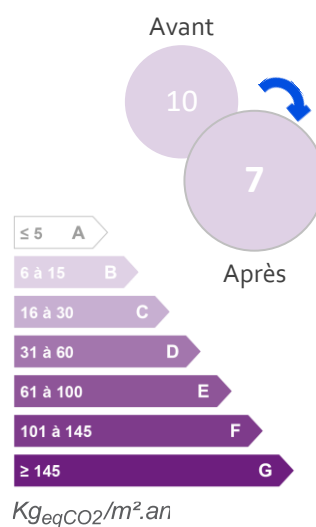 Avant
10
7
Après
≤ 5 A
6 à 15 B
16 à 30 C
31 à 60 D
61 à 100 E
101 à 145 F
≥ 145 G
KgeqCO2/m².an